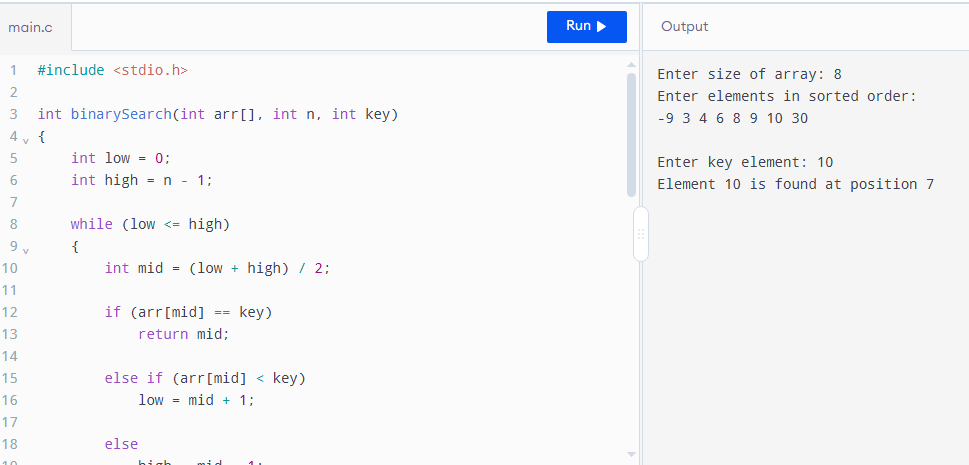 main.c
Run
Output
1 #include <stdio.h>
2
3 int binarySearch(int arr[], int n, int key)
4 {
5 int low = 0;
6 int high = n - 1;
7
8 while (low <= high)
9 {
10 int mid = (low + high) / 2;
11
12 if (arr[mid] == key)
13 return mid;
14
15 else if (arr[mid] < key)
16 low = mid + 1;
17
18 else
19 high = mid - 1;
Enter size of array: 8
Enter elements in sorted order:
-9 3 4 6 8 9 10 30
Enter key element: 10
Element 10 is found at position 7